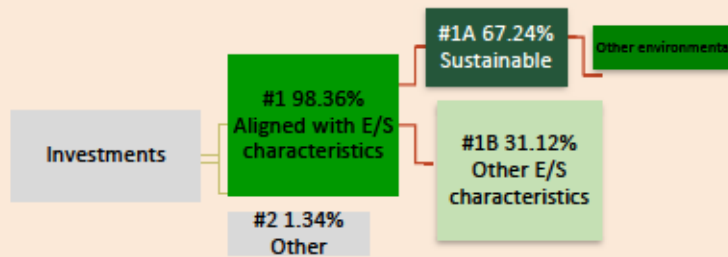 Investments
#1 98.36%
Aligned with E/S
characteristics
#2 1.34%
Other
#1A 67.24%
Sustainable
#1B 31.12%
Other E/S
characteristics
Other environmenta